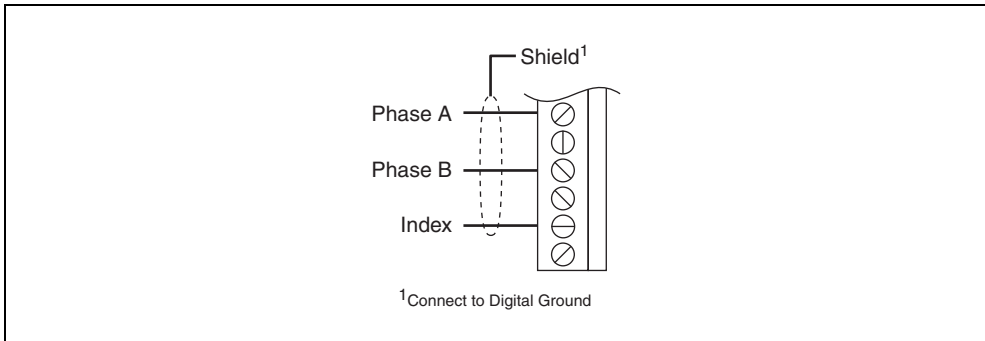 Shield1
Phase A
Phase B
Index
1Connect to Digital Ground